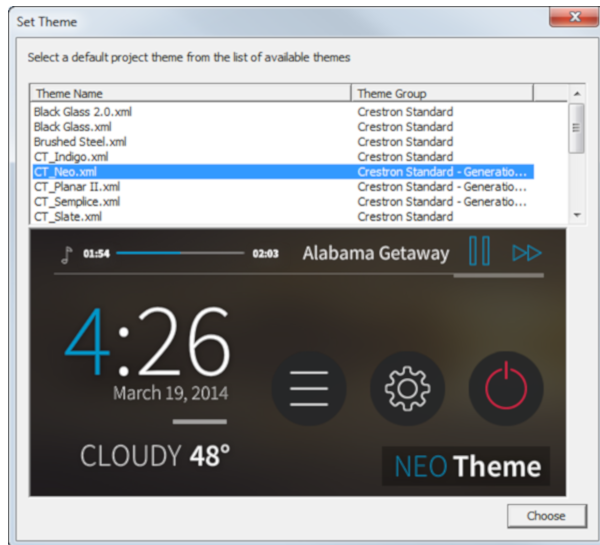 Set Theme
Select a default project theme from the list of available themes
Theme Name Theme Group
Black Glass 2.0.xml Crestron Standard
Black Glass.xml Crestron Standard
Brushed Steel.xml Crestron Standard
CT_Indigo.xml Crestron Standard
CT_Neo.xml Crestron Standard - Generatio...
CT_Planar II.xml Crestron Standard - Generatio...
CT_Semplice.xml Crestron Standard - Generatio...
CT_Slate.xml Crestron Standard
01:54 02:03 Alabama Getaway
4:26
March 19, 2014
CLOUDY 48°
NEO Theme
Choose